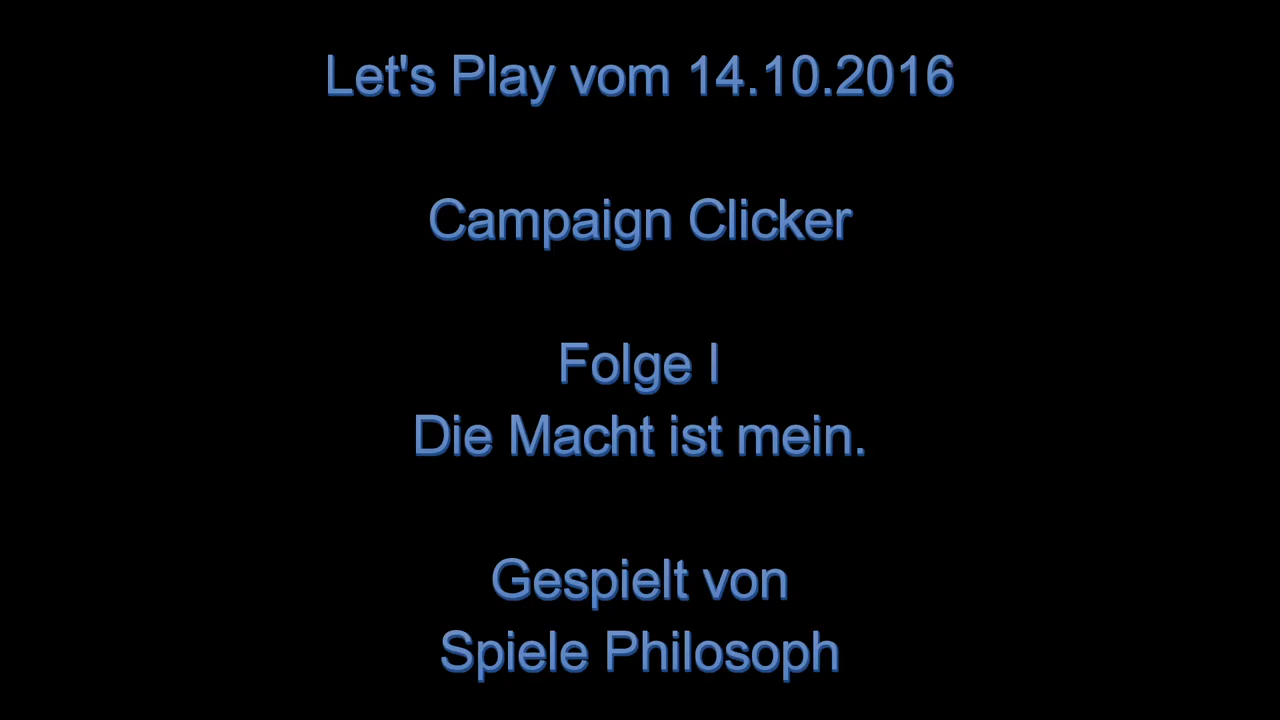 Let's Play vom 14.10.2016
Campaign Clicker
Folge I
Die Macht ist mein.
Gespielt von
Spiele Philosoph